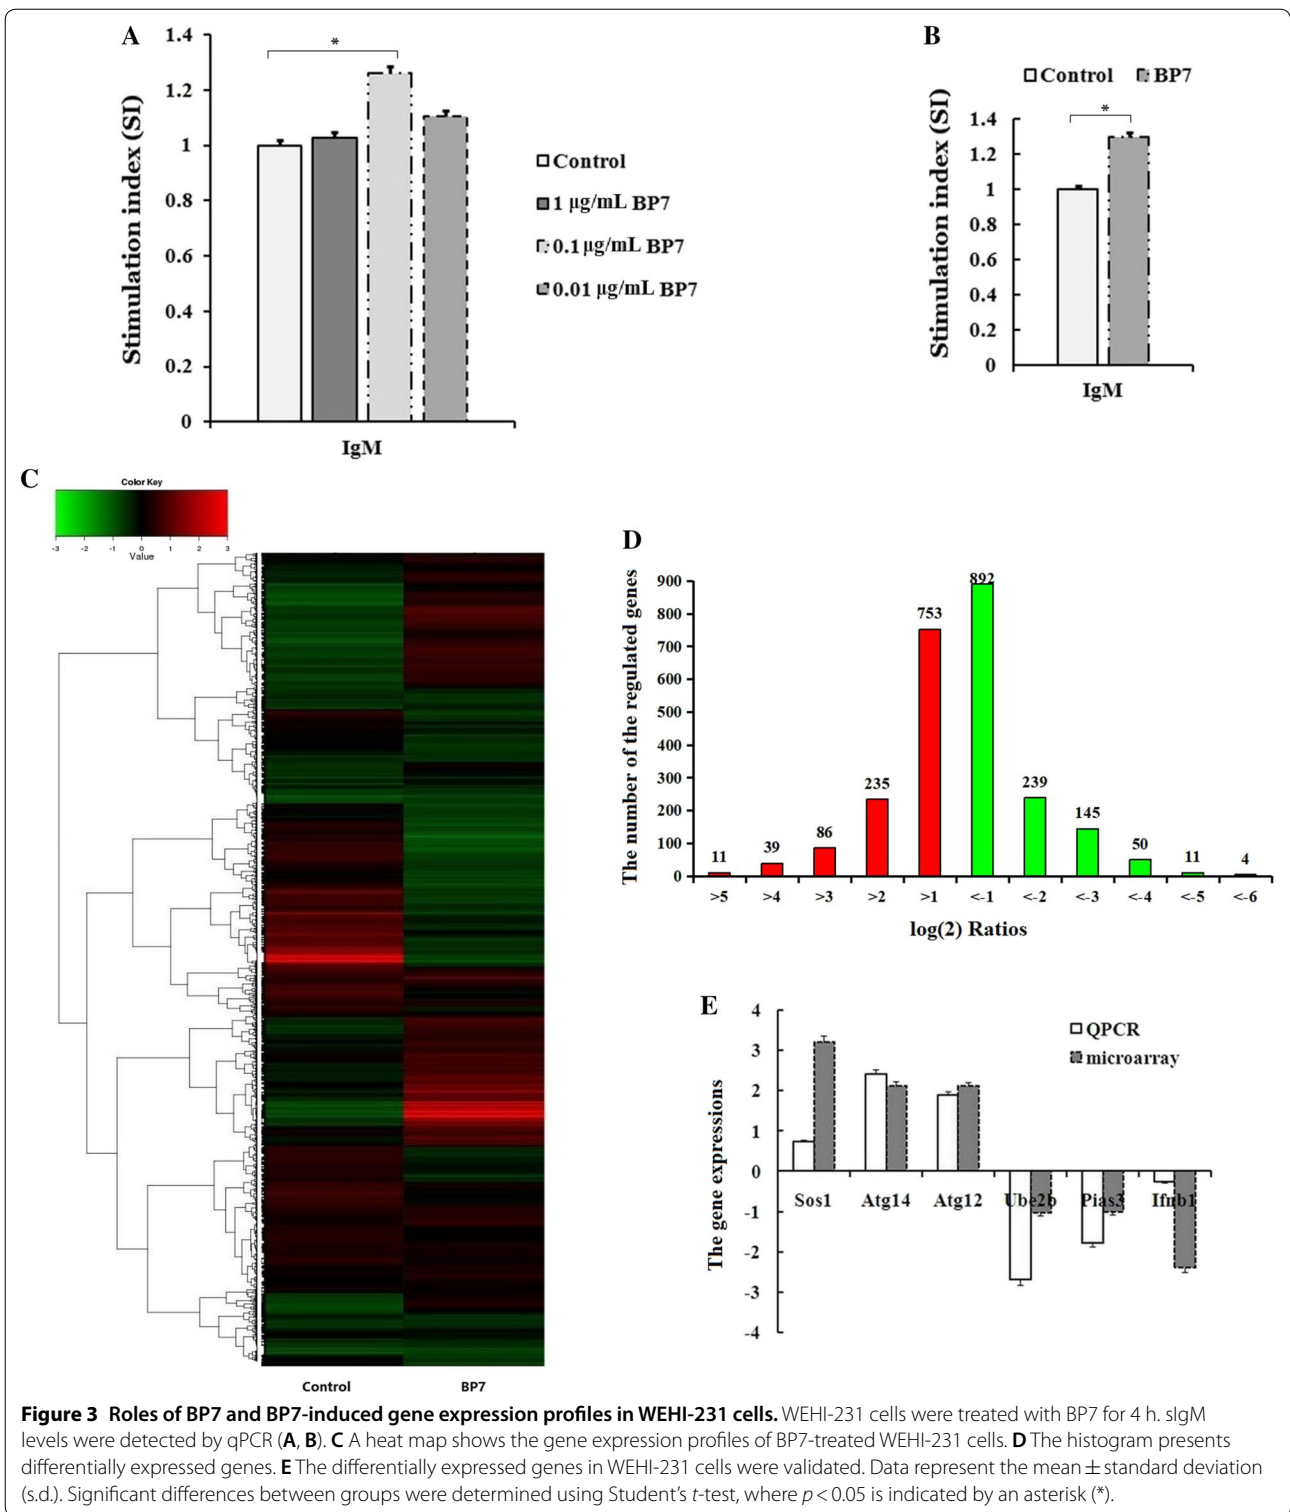 A
1.4
1.2
1
0.8
0.6
0.4
0.2
0
Stimulation index (SI)
*
IgM
Control
1 µg/mL BP7
0.1 µg/mL BP7
0.01 µg/mL BP7
B
Control BP7
1.4
1.2
1
0.8
0.6
0.4
0.2
0
Stimulation index (SI)
*
IgM
C
Color Key
-3 -2 -1 0 1 2 3
Value
Control BP7
D
The number of the regulated genes
900
800
700
600
500
400
300
200
100
0
11 39 86 235 753 892 239 145 50 11 4
>5 >4 >3 >2 >1 <-1 <-2 <-3 <-4 <-5 <-6
log(2) Ratios
E
The gene expressions
4
3
2
1
0
-1
-2
-3
-4
QPCR
microarray
Sos1 Atg14 Atg12 Ube2b Pias3 Ifnb1
Figure 3 Roles of BP7 and BP7-induced gene expression profiles in WEHI-231 cells. WEHI-231 cells were treated with BP7 for 4 h. sIgM
levels were detected by qPCR (A, B). C A heat map shows the gene expression profiles of BP7-treated WEHI-231 cells. D The histogram presents
differentially expressed genes. E The differentially expressed genes in WEHI-231 cells were validated. Data represent the mean ± standard deviation
(s.d.). Significant differences between groups were determined using Student's t-test, where p < 0.05 is indicated by an asterisk (*).